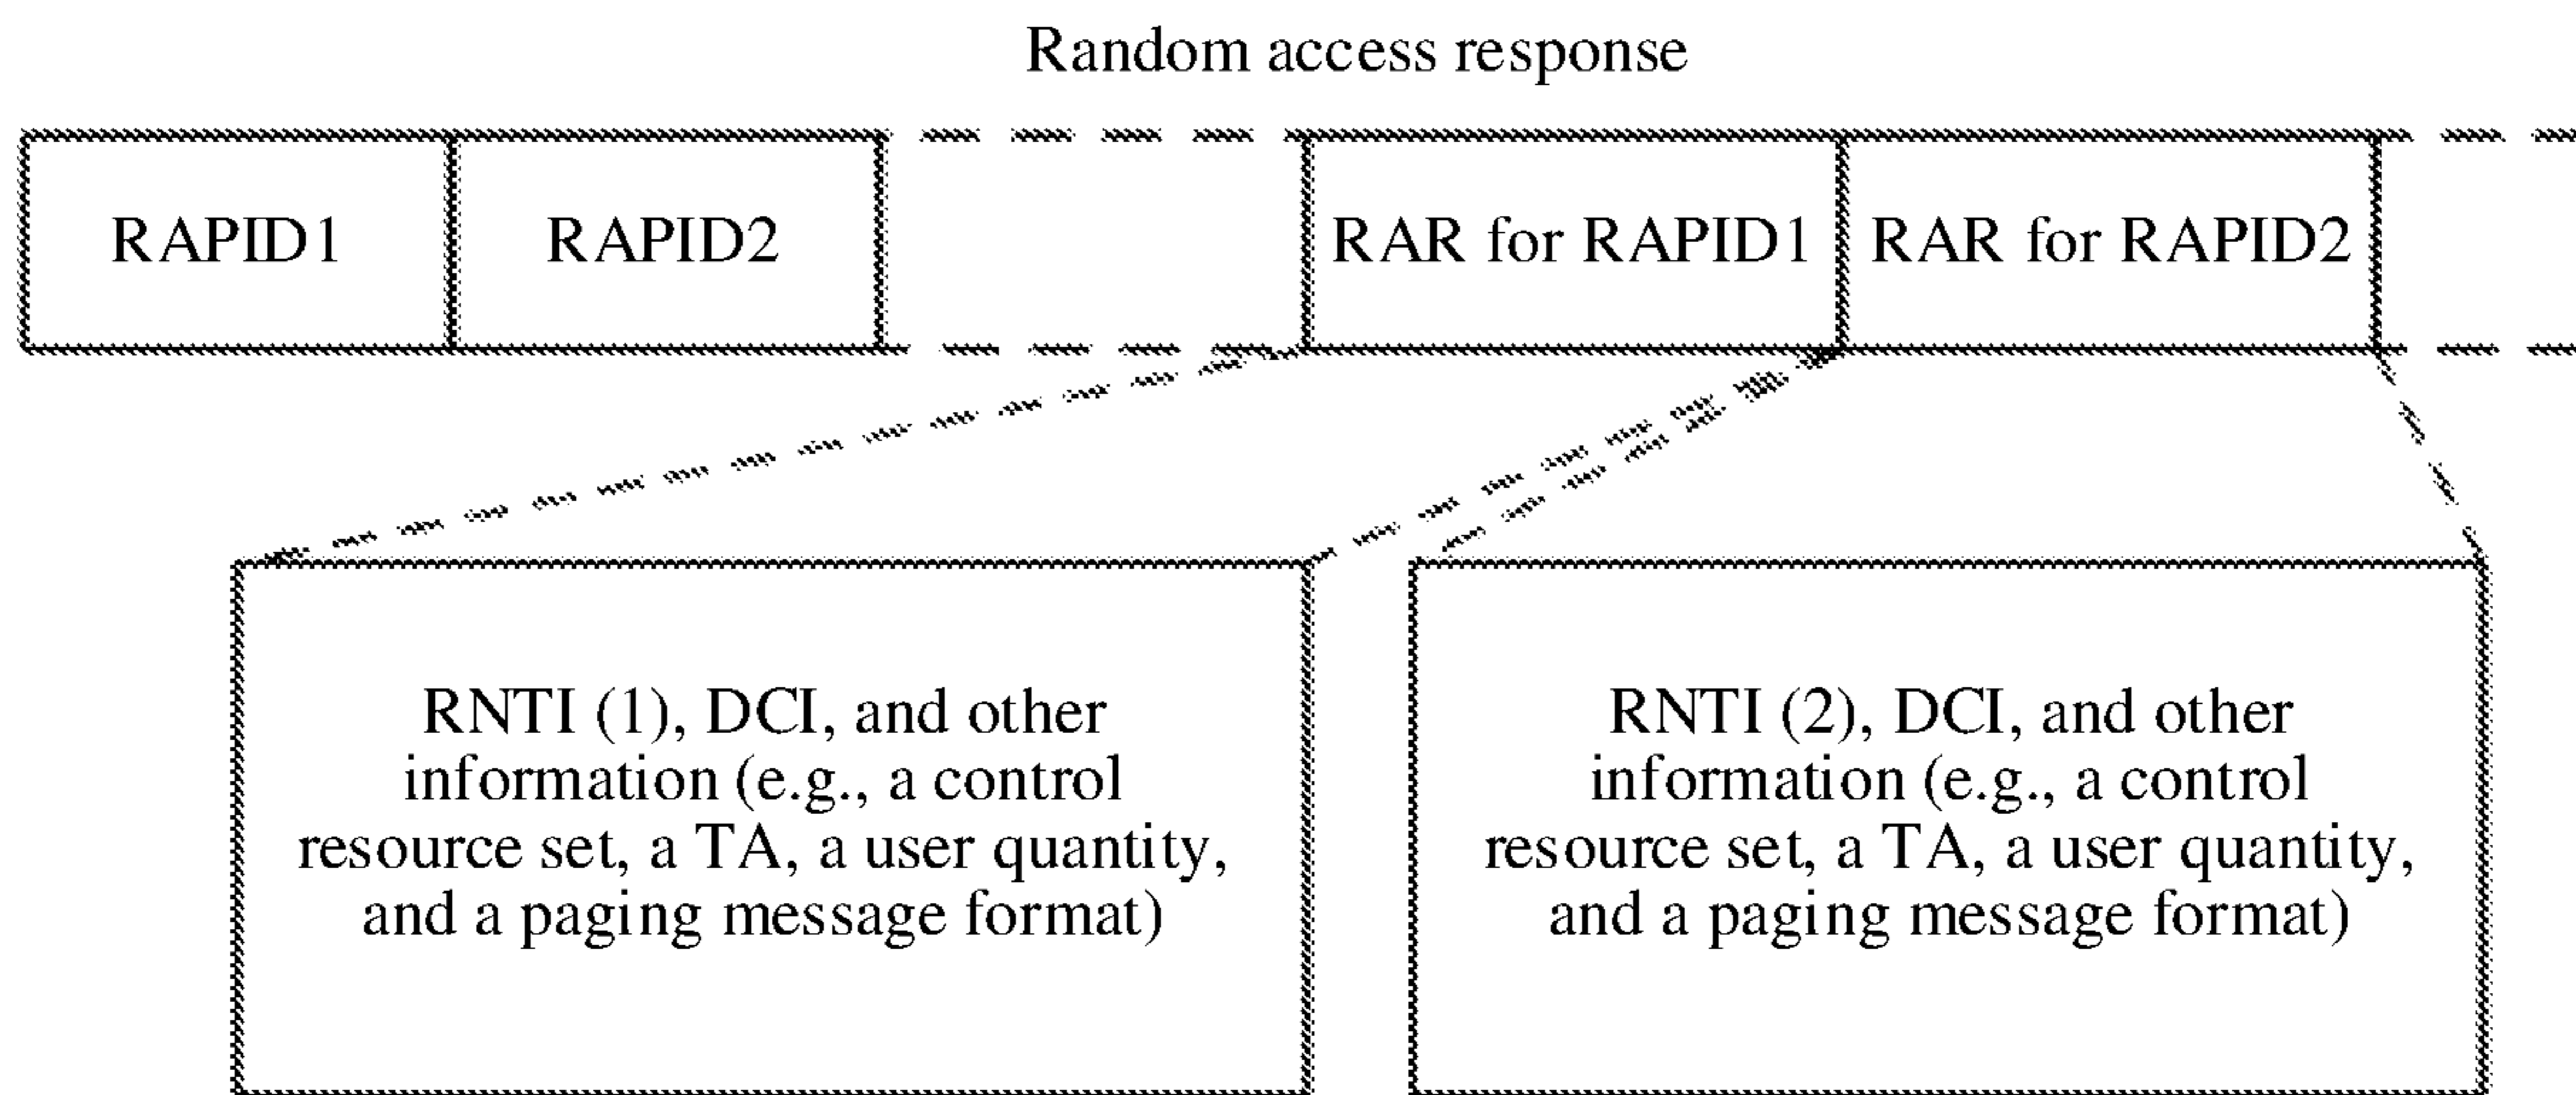 Random access response
RAPID1
RAPID2
RAR for RAPID1
RAR for RAPID2
RNTI (1), DCI, and other
information (e.g., a control
resource set, a TA, a user quantity,
and a paging message format)
RNTI (2), DCI, and other
information (e.g., a control
resource set, a TA, a user quantity,
and a paging message format)